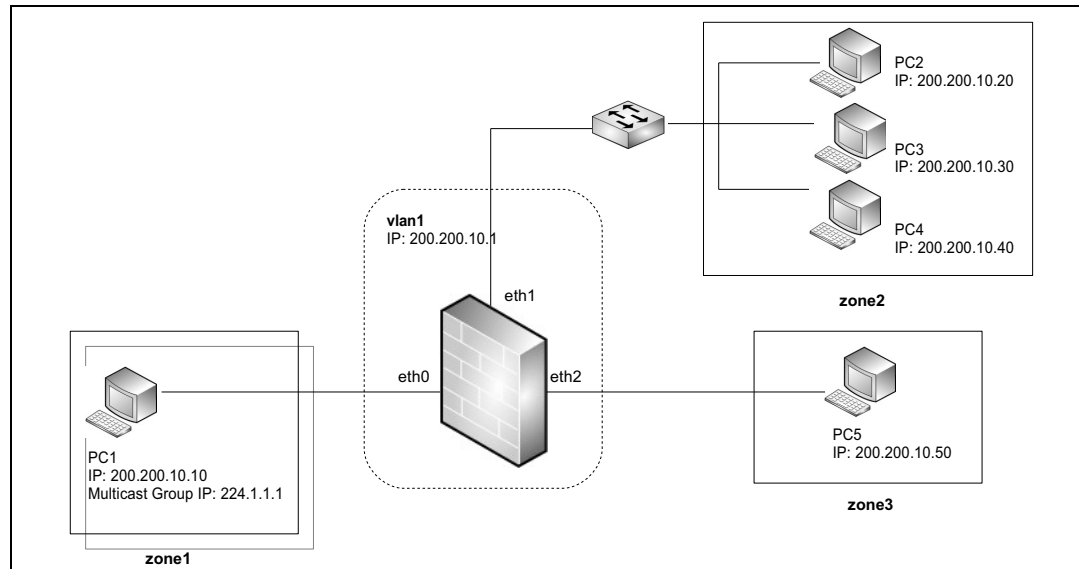 PC2
IP: 200.200.10.20
PC3
IP: 200.200.10.30
PC4
IP: 200.200.10.40
zone2
vlan1
IP: 200.200.10.1
eth1
eth0
eth2
PC1
IP: 200.200.10.10
Multicast Group IP: 224.1.1.1
zone1
PC5
IP: 200.200.10.50
zone3